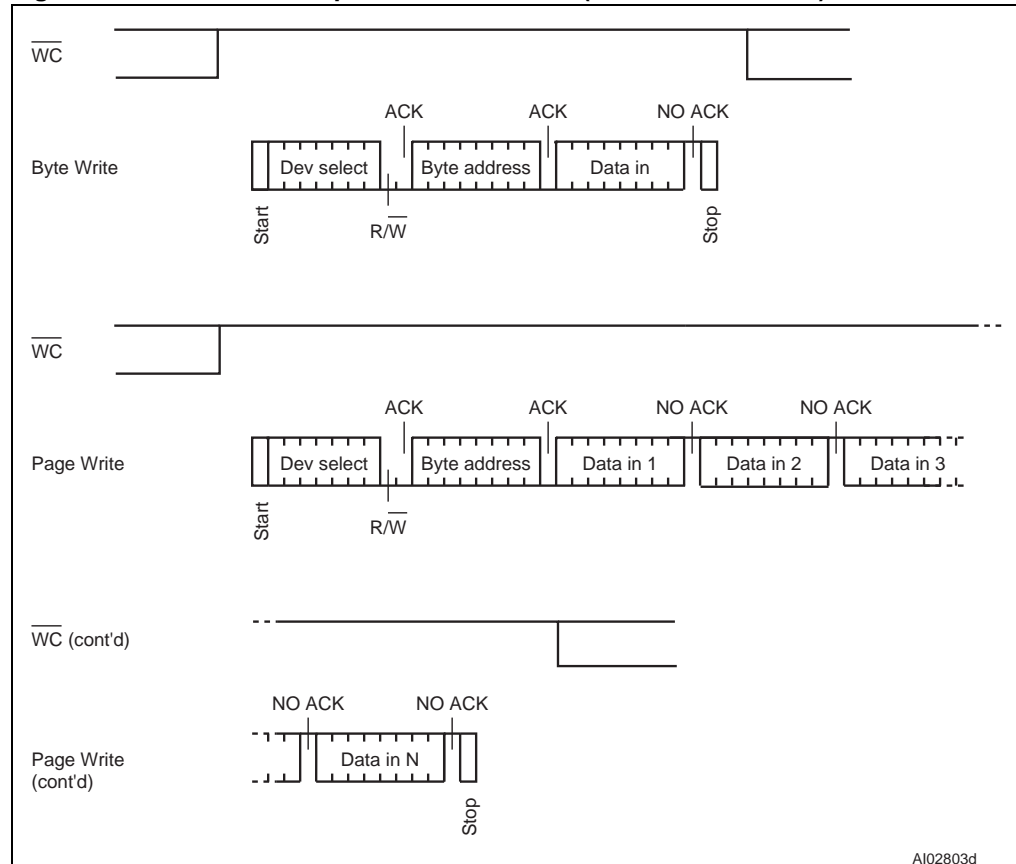 WC
ACK ACK NO ACK
Byte Write Dev select Byte address Data in
Start R/W Stop
WC
ACK ACK NO ACK NO ACK
Page Write Dev select Byte address Data in 1 Data in 2 Data in 3
Start R/W
WC (cont'd)
NO ACK NO ACK
Page Write
(cont'd)
Data in N
Stop
AI02803d